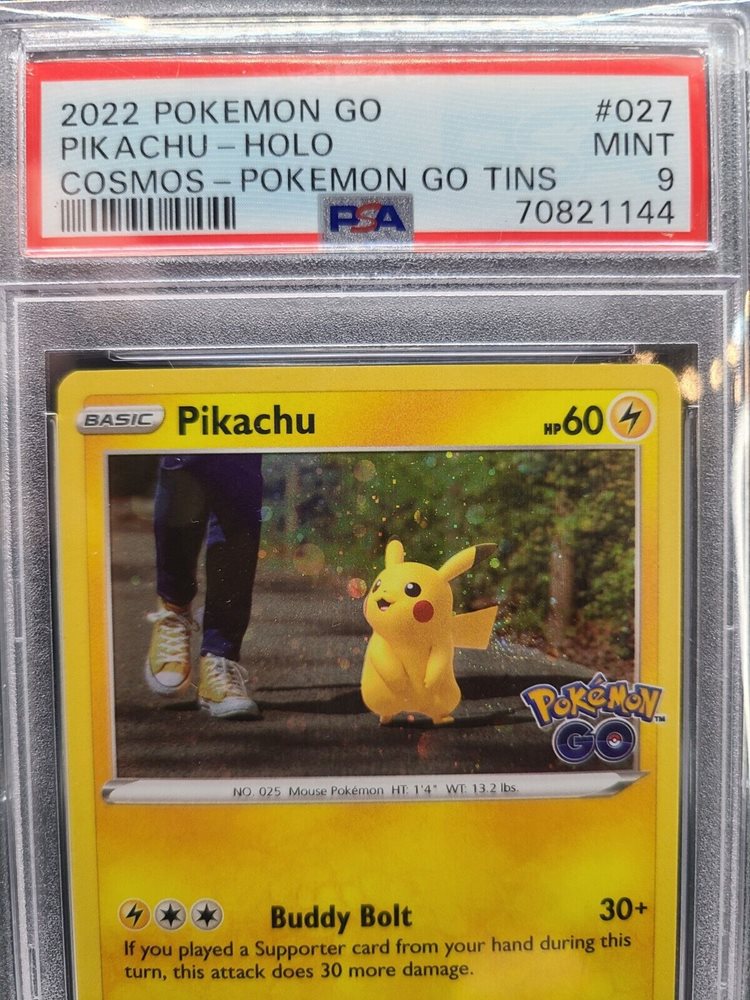 2022 POKEMON GO #027
PIKACHU - HOLO MINT
COSMOS - POKEMON GO TINS 9
PSA 70821144
BASIC Pikachu HP60
POKéMON™
GO
NO. 025 Mouse Pokémon HT: 1'4" WT: 13.2 lbs.
Buddy Bolt 30+
If you played a Supporter card from your hand during this
turn, this attack does 30 more damage.